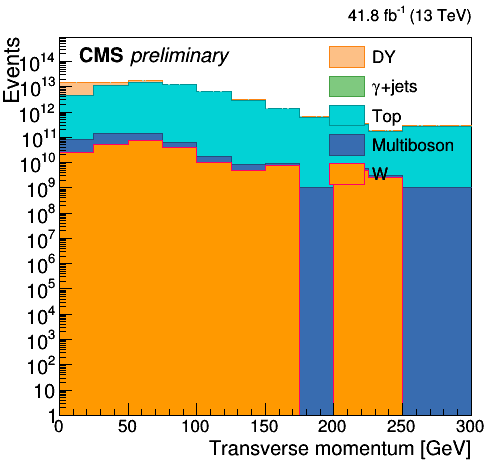 41.8 fb⁻¹ (13 TeV)
CMS preliminary
Events
DY
γ+jets
Top
Multiboson
W
10¹⁴
10¹³
10¹²
10¹¹
10¹⁰
10⁹
10⁸
10⁷
10⁶
10⁵
10⁴
10³
10²
10
1
0 50 100 150 200 250 300
Transverse momentum [GeV]